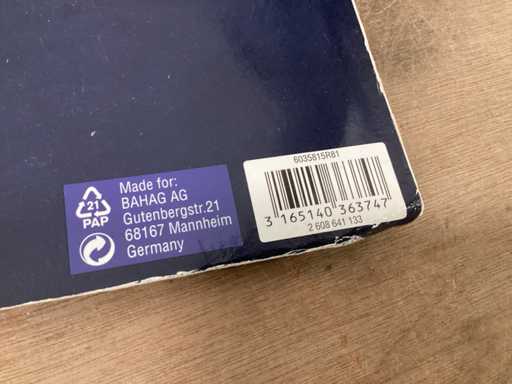 21
PAP
Made for:
BAHAG AG
Gutenbergstr.21
68167 Mannheim
Germany
6035815R81
3 165140 363747
2 608 641 133